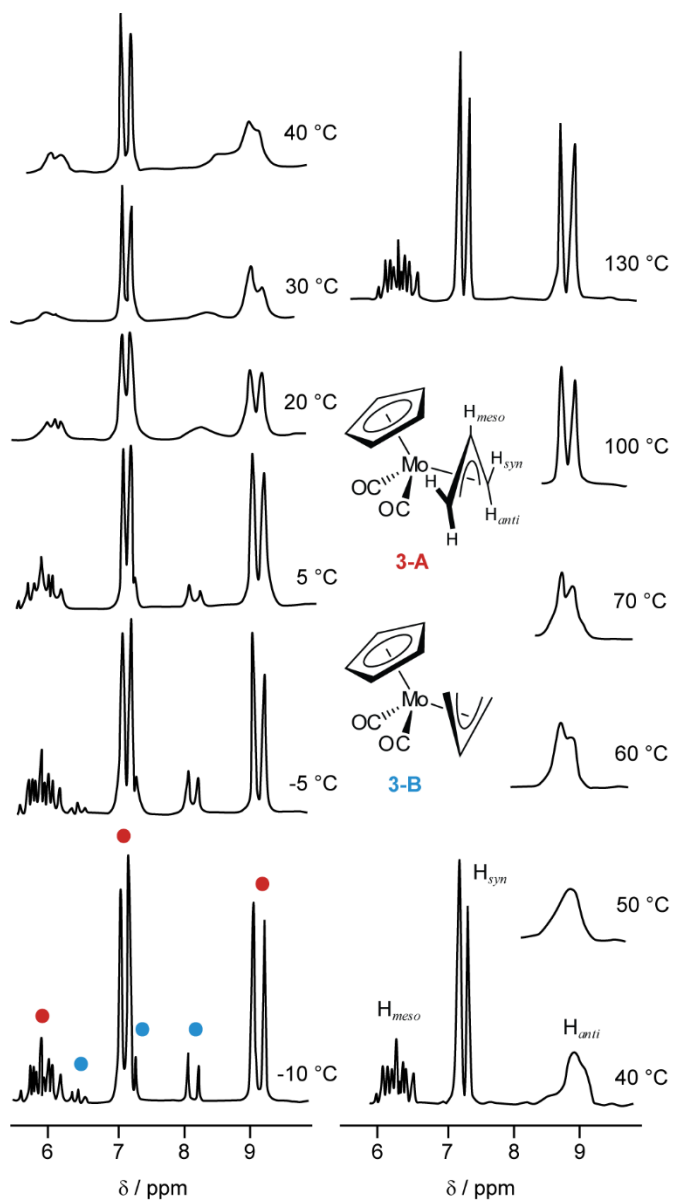 40 °C
30 °C
20 °C
5 °C
-5 °C
-10 °C
6 7 8 9
δ / ppm
130 °C
H meso
H syn
Mo
OC
H
OC
H anti
H
3-A
100 °C
70 °C
Mo
OC
OC
3-B
60 °C
50 °C
H syn
H meso
H anti
40 °C
6 7 8 9
δ / ppm